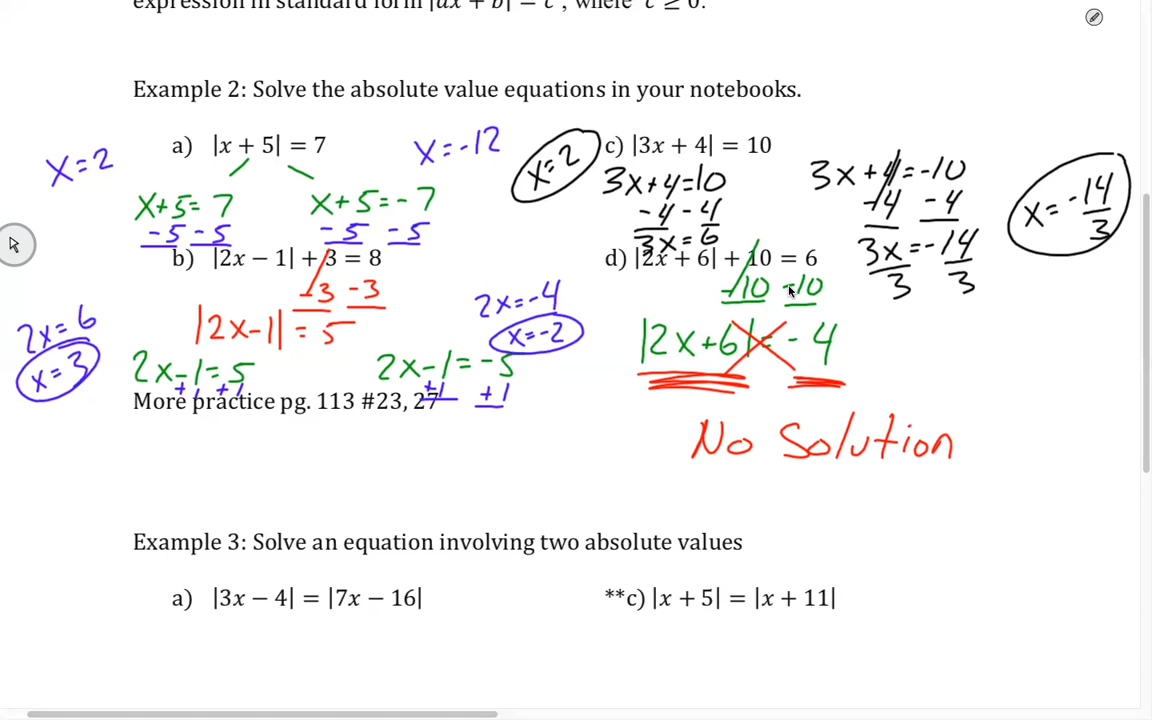 expression in standard form |ax + b| = c , where c ≥ 0.
Example 2: Solve the absolute value equations in your notebooks.
a) |x + 5| = 7
x=2
x=-12
x+5= 7
-5 -5
x+5=-7
-5 -5
c) |3x + 4| = 10
3x+4=10
-4 -4
3x=6
x=2
3x+4=-10
-4 -4
3x=-14
3 3
x=-14/3
b) |2x − 1| + 3 = 8
-3 -3
|2x-1| = 5
2x-1=5
+1 +1
2x=6
x=3
2x-1=-5
+1 +1
2x=-4
x=-2
d) |2x + 6| + 10 = 6
-10 -10
|2x+6|=-4
No Solution
More practice pg. 113 #23, 27
Example 3: Solve an equation involving two absolute values
a) |3x − 4| = |7x − 16|
**c) |x + 5| = |x + 11|